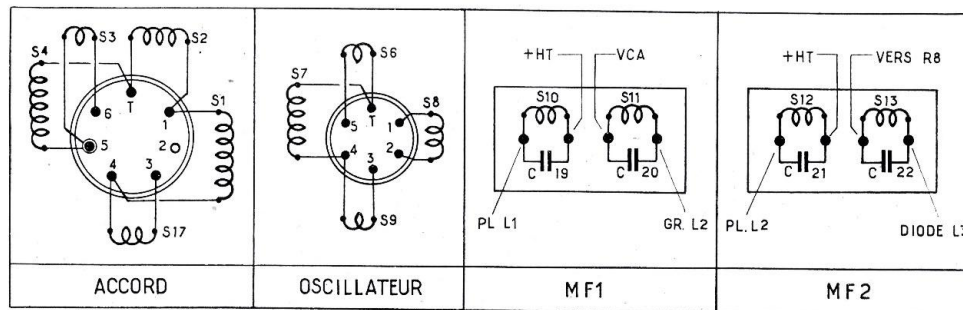 S4 S3 S2 S1
T
6 1
5 2
4 3
S17
ACCORD
S6
S7 S8
T
5 1
4 2
3
S9
OSCILLATEUR
+HT VCA
S10 S11
C 19 C 20
PL L1 GR. L2
MF1
+HT VERS R8
S12 S13
C 21 C 22
PL. L2 DIODE L3
MF2